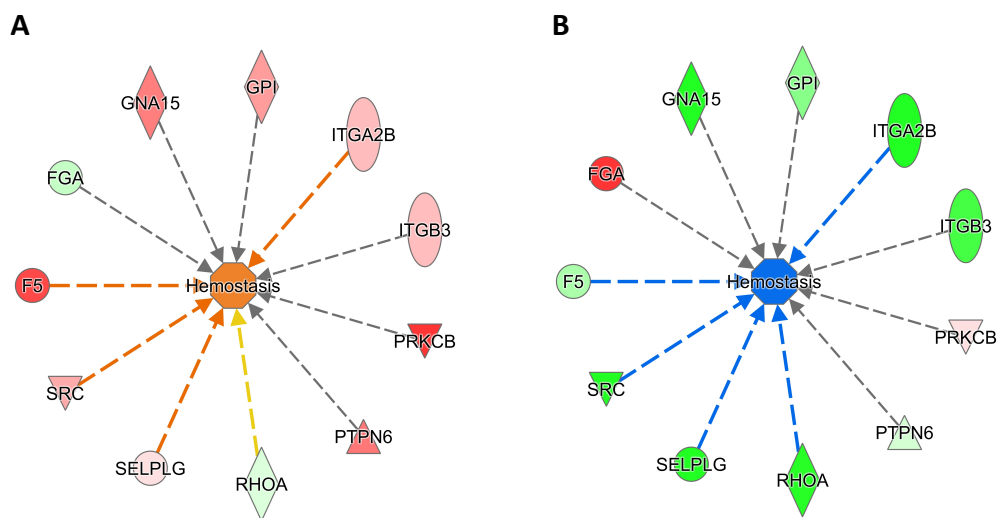 A
GNA15
GPI
ITGA2B
FGA
ITGB3
F5
Hemostasis
PRKCB
SRC
PTPN6
SELPLG
RHOA
B
GNA15
GPI
ITGA2B
FGA
ITGB3
F5
Hemostasis
PRKCB
SRC
PTPN6
SELPLG
RHOA